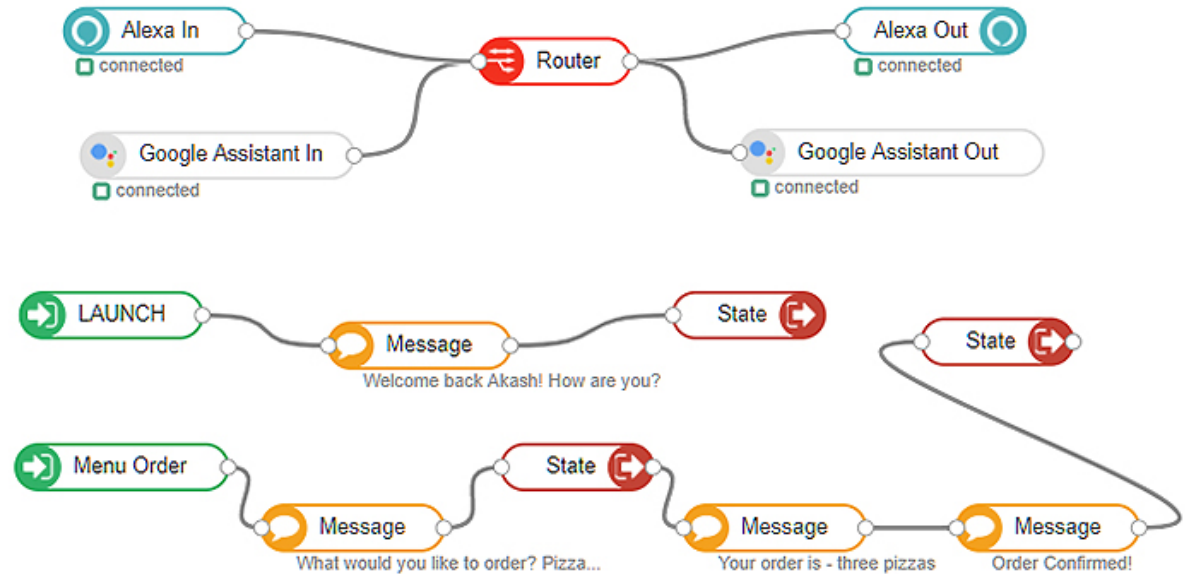 Alexa In
Alexa Out
Router
connected
connected
Google Assistant In
Google Assistant Out
connected
connected
LAUNCH
State
Message
State
Welcome back Akash! How are you?
Menu Order
State
Message
Message
Message
What would you like to order? Pizza...
Your order is - three pizzas
Order Confirmed!